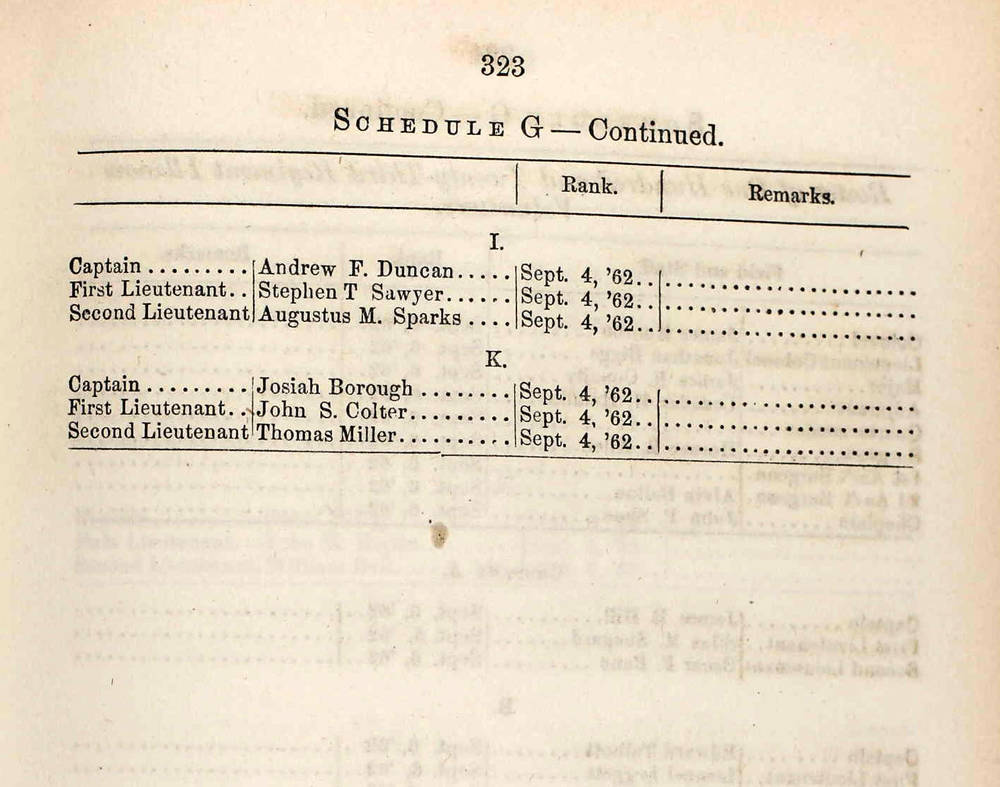 323
SCHEDULE G—Continued.
Rank. Remarks.
I.
Captain ......... Andrew F. Duncan..... Sept. 4, '62..
First Lieutenant.. Stephen T Sawyer...... Sept. 4, '62..
Second Lieutenant Augustus M. Sparks .... Sept. 4, '62..
K.
Captain ......... Josiah Borough ........ Sept. 4, '62..
First Lieutenant.. John S. Colter......... Sept. 4, '62..
Second Lieutenant Thomas Miller.......... Sept. 4, '62..